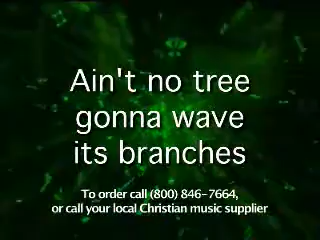 Ain't no tree
gonna wave
its branches
To order call (800) 846-7664,
or call your local Christian music supplier